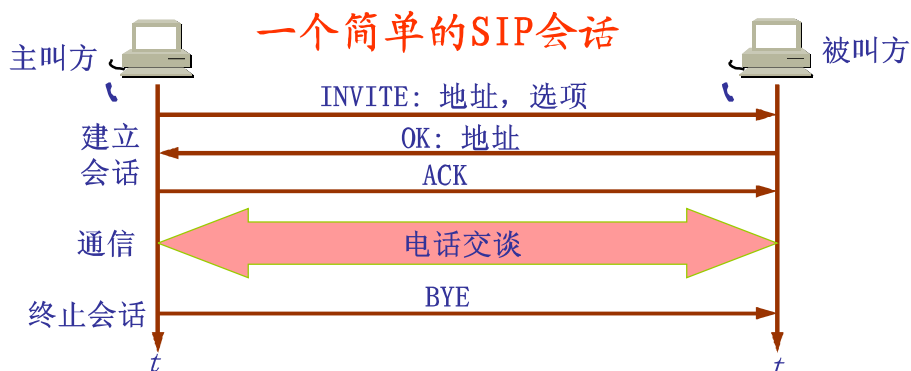 一个简单的SIP会话
主叫方
被叫方
INVITE: 地址，选项
建立
会话
OK: 地址
ACK
通信
电话交谈
终止会话
BYE
t
t